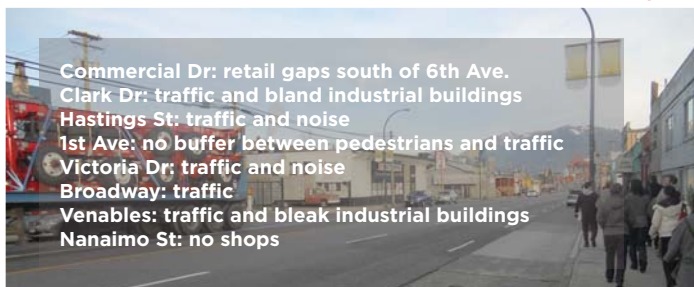 Commercial Dr: retail gaps south of 6th Ave.
Clark Dr: traffic and bland industrial buildings
Hastings St: traffic and noise
1st Ave: no buffer between pedestrians and traffic
Victoria Dr: traffic and noise
Broadway: traffic
Venables: traffic and bleak industrial buildings
Nanaimo St: no shops